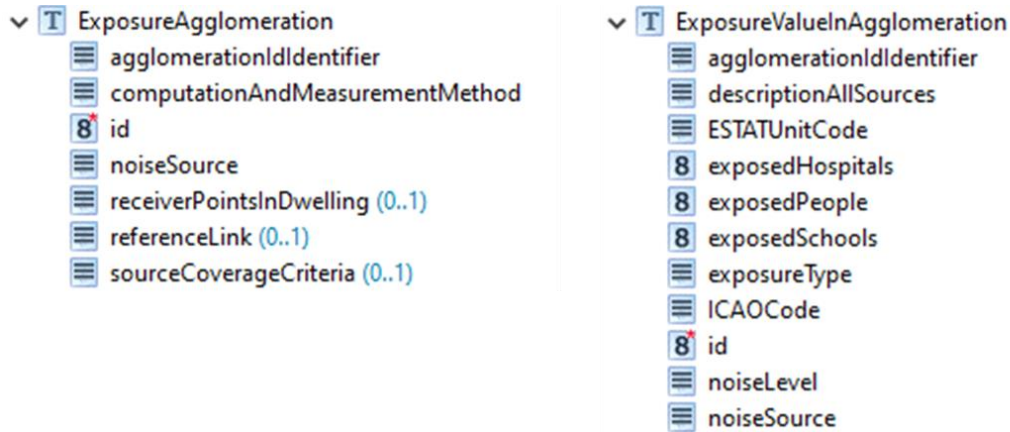 ExposureAgglomeration
agglomerationIdIdentifier
computationAndMeasurementMethod
id
noiseSource
receiverPointsInDwelling (0..1)
referenceLink (0..1)
sourceCoverageCriteria (0..1)
ExposureValueInAgglomeration
agglomerationIdIdentifier
descriptionAllSources
ESTATUnitCode
exposedHospitals
exposedPeople
exposedSchools
exposureType
ICAOCode
id
noiseLevel
noiseSource